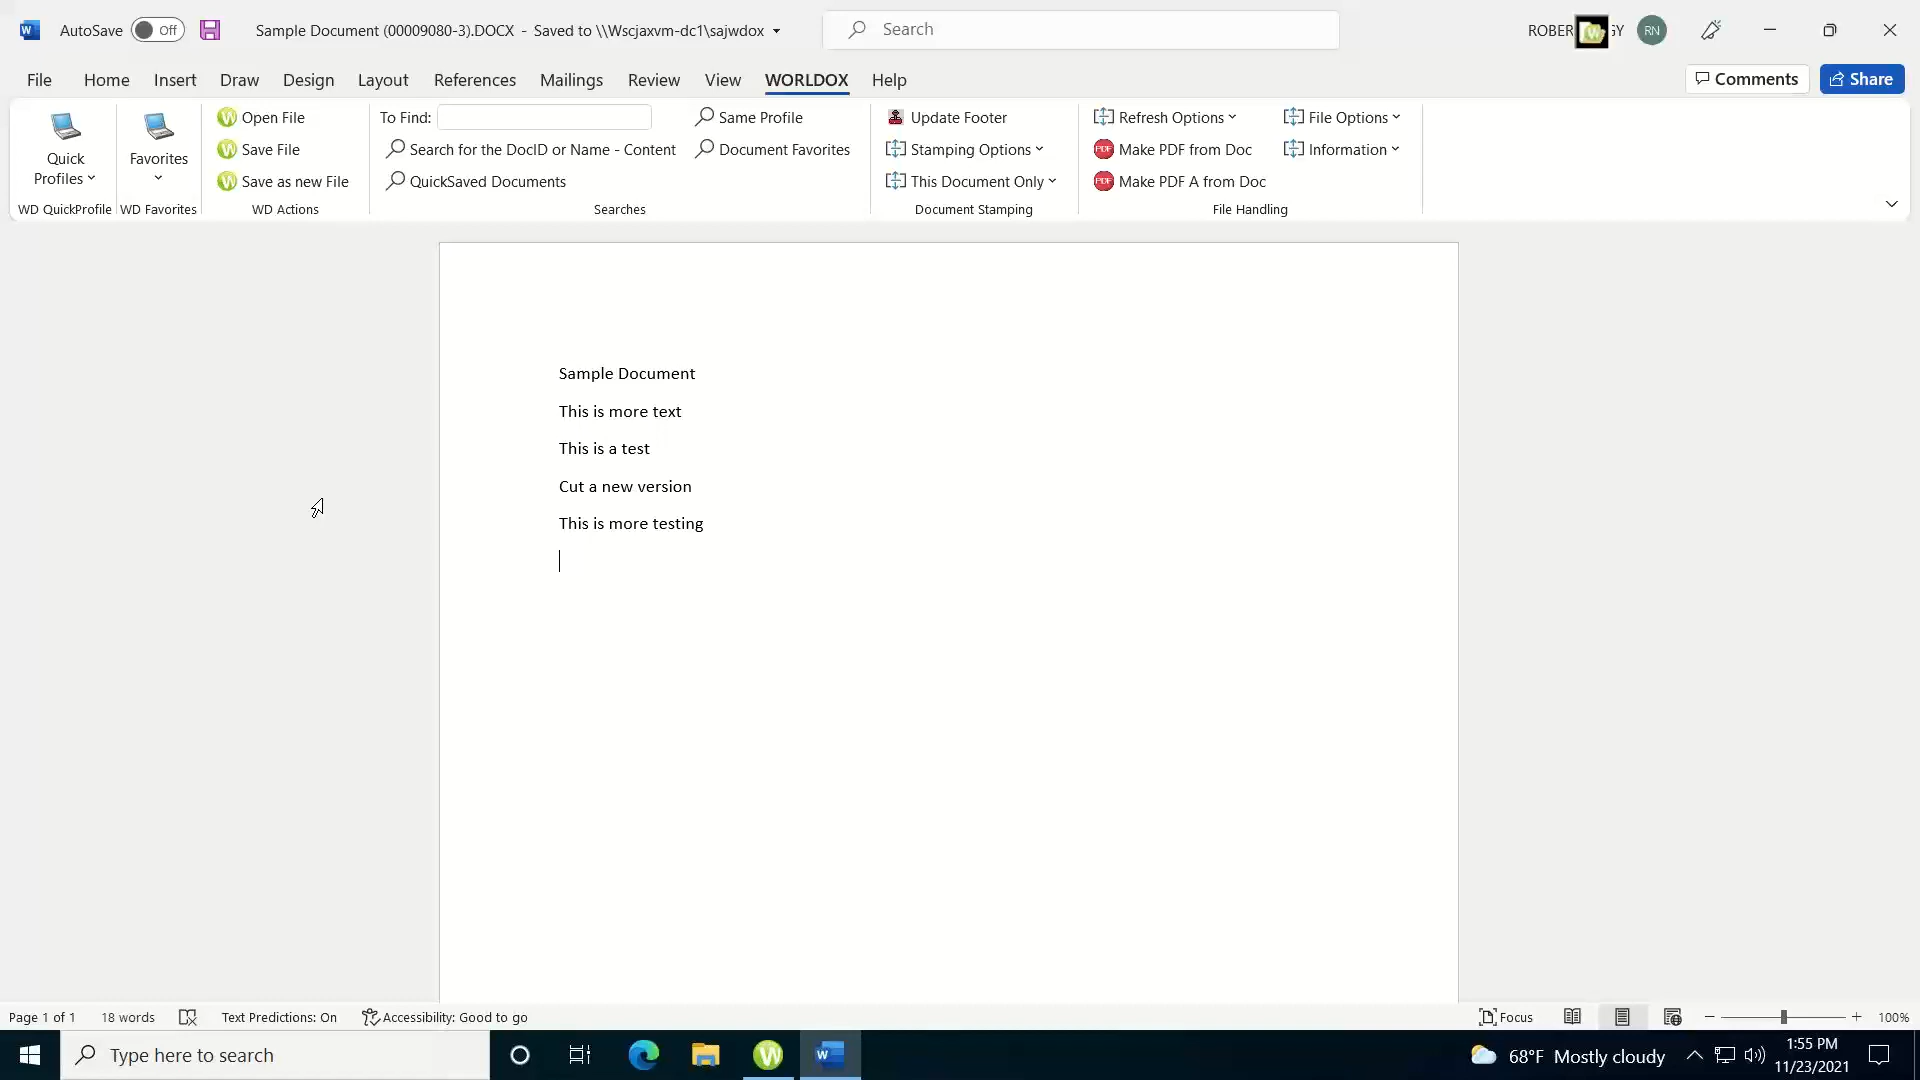 AutoSave Off Sample Document (00009080-3).DOCX - Saved to \\Wscjaxvm-dc1\sajwdox Search ROBER GY RN
File Home Insert Draw Design Layout References Mailings Review View WORLDOX Help Comments Share
Open File To Find: Same Profile Update Footer Refresh Options File Options
Quick Profiles Favorites Save File Search for the DocID or Name - Content Document Favorites Stamping Options Make PDF from Doc Information
Save as new File QuickSaved Documents This Document Only Make PDF A from Doc
WD QuickProfile WD Favorites WD Actions Searches Document Stamping File Handling
Sample Document
This is more text
This is a test
Cut a new version
This is more testing
Page 1 of 1 18 words Text Predictions: On Accessibility: Good to go Focus 100%
Type here to search 68°F Mostly cloudy 1:55 PM
11/23/2021